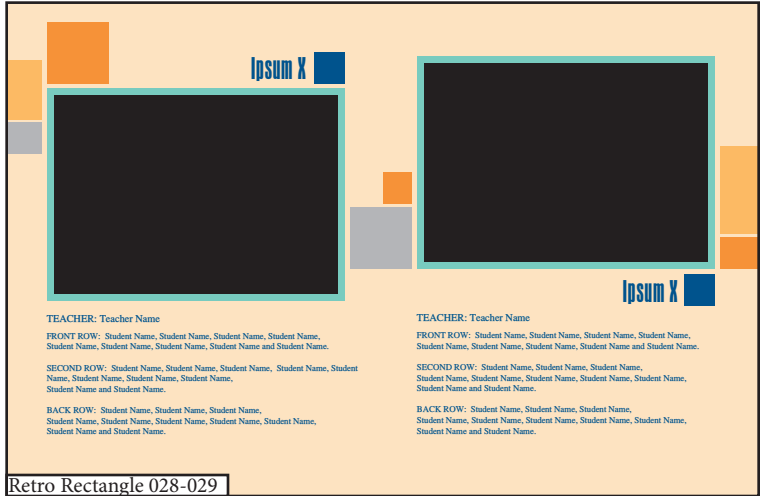 Ipsum X
TEACHER: Teacher Name
FRONT ROW: Student Name, Student Name, Student Name, Student Name,
Student Name, Student Name, Student Name, Student Name and Student Name.
SECOND ROW: Student Name, Student Name, Student Name, Student Name, Student
Name, Student Name, Student Name, Student Name,
Student Name and Student Name.
BACK ROW: Student Name, Student Name, Student Name,
Student Name, Student Name, Student Name, Student Name, Student Name,
Student Name and Student Name.
Ipsum X
TEACHER: Teacher Name
FRONT ROW: Student Name, Student Name, Student Name, Student Name,
Student Name, Student Name, Student Name, Student Name and Student Name.
SECOND ROW: Student Name, Student Name, Student Name,
Student Name, Student Name, Student Name, Student Name, Student Name,
Student Name and Student Name.
BACK ROW: Student Name, Student Name, Student Name,
Student Name, Student Name, Student Name, Student Name, Student Name,
Student Name and Student Name.
Retro Rectangle 028-029